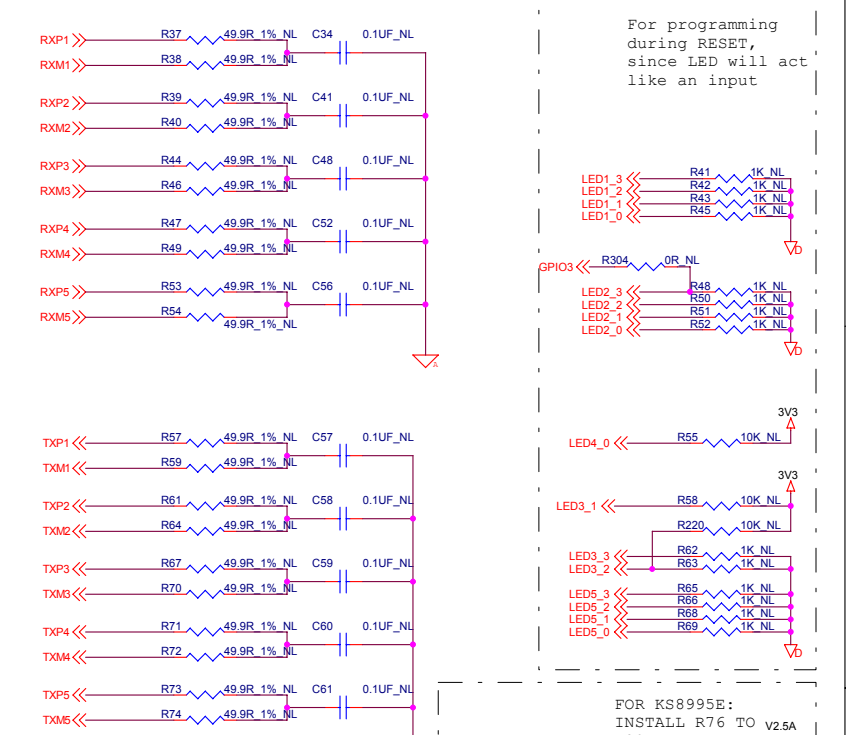 For programming
during RESET,
since LED will act
like an input
RXP1 R37 49.9R_1%_NL C34 0.1UF_NL
RXM1 R38 49.9R_1%_NL
RXP2 R39 49.9R_1%_NL C41 0.1UF_NL
RXM2 R40 49.9R_1%_NL
RXP3 R44 49.9R_1%_NL C48 0.1UF_NL
RXM3 R46 49.9R_1%_NL
RXP4 R47 49.9R_1%_NL C52 0.1UF_NL
RXM4 R49 49.9R_1%_NL
RXP5 R53 49.9R_1%_NL C56 0.1UF_NL
RXM5 R54 49.9R_1%_NL
A
LED1_3 R41 1K_NL
LED1_2 R42 1K_NL
LED1_1 R43 1K_NL
LED1_0 R45 1K_NL
D
GPIO3 R304 0R_NL
LED2_3 R48 1K_NL
LED2_2 R50 1K_NL
LED2_1 R51 1K_NL
LED2_0 R52 1K_NL
D
TXP1 R57 49.9R_1%_NL C57 0.1UF_NL
TXM1 R59 49.9R_1%_NL
TXP2 R61 49.9R_1%_NL C58 0.1UF_NL
TXM2 R64 49.9R_1%_NL
TXP3 R67 49.9R_1%_NL C59 0.1UF_NL
TXM3 R70 49.9R_1%_NL
TXP4 R71 49.9R_1%_NL C60 0.1UF_NL
TXM4 R72 49.9R_1%_NL
TXP5 R73 49.9R_1%_NL C61 0.1UF_NL
TXM5 R74 49.9R_1%_NL
3V3
LED4_0 R55 10K_NL
3V3
LED3_1 R58 10K_NL
R220 10K_NL
LED3_3 R62 1K_NL
LED3_2 R63 1K_NL
LED5_3 R65 1K_NL
LED5_2 R66 1K_NL
LED5_1 R68 1K_NL
LED5_0 R69 1K_NL
D
FOR KS8995E:
INSTALL R76 TO V2.5A